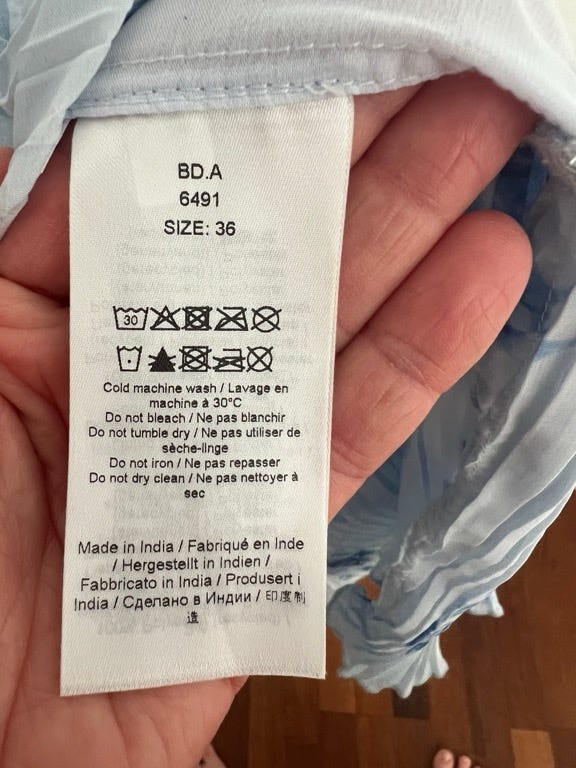 BD.A
6491
SIZE: 36
30
Cold machine wash / Lavage en
machine à 30°C
Do not bleach / Ne pas blanchir
Do not tumble dry / Ne pas utiliser de
sèche-linge
Do not iron / Ne pas repasser
Do not dry clean / Ne pas nettoyer à
sec
Made in India / Fabriqué en Inde
/ Hergestellt in Indien /
Fabbricato in India / Produsert i
India / Сделано в Индии / 印度制
造